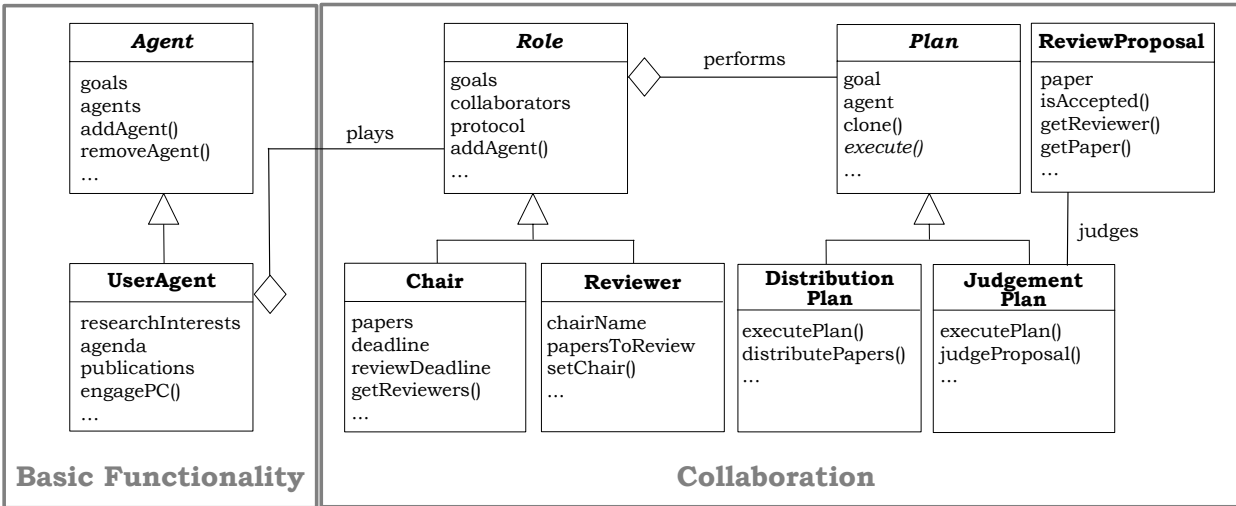 Agent
goals
agents
addAgent()
removeAgent()
...
UserAgent
researchInterests
agenda
publications
engagePC()
...
Basic Functionality
plays
Role
goals
collaborators
protocol
addAgent()
...
performs
Plan
goal
agent
clone()
execute()
...
ReviewProposal
paper
isAccepted()
getReviewer()
getPaper()
...
judges
Chair
papers
deadline
reviewDeadline
getReviewers()
...
Reviewer
chairName
papersToReview
setChair()
...
Distribution
Plan
executePlan()
distributePapers()
...
Judgement
Plan
executePlan()
judgeProposal()
...
Collaboration